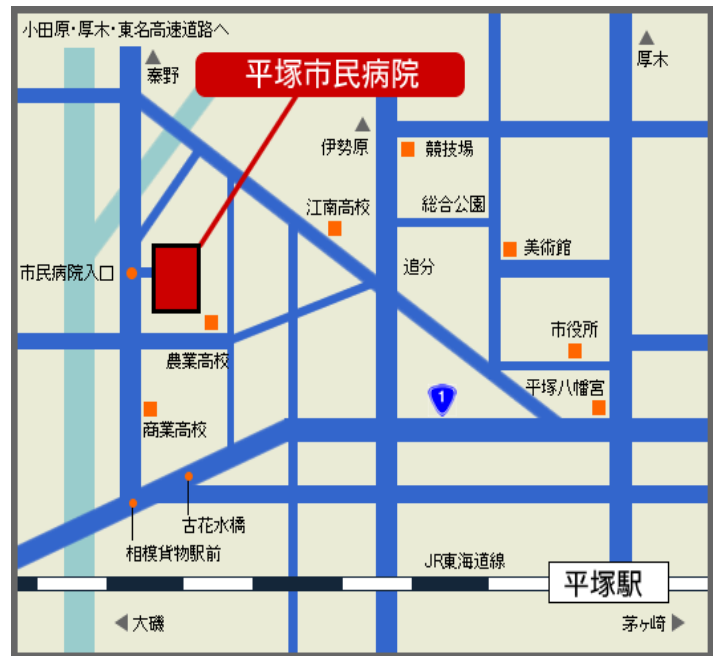 小田原・厚木・東名高速道路へ
秦野
平塚市民病院
厚木
伊勢原
競技場
江南高校
総合公園
美術館
市民病院入口
追分
市役所
農業高校
平塚八幡宮
1
商業高校
古花水橋
相模貨物駅前
JR東海道線
平塚駅
大磯
茅ヶ崎